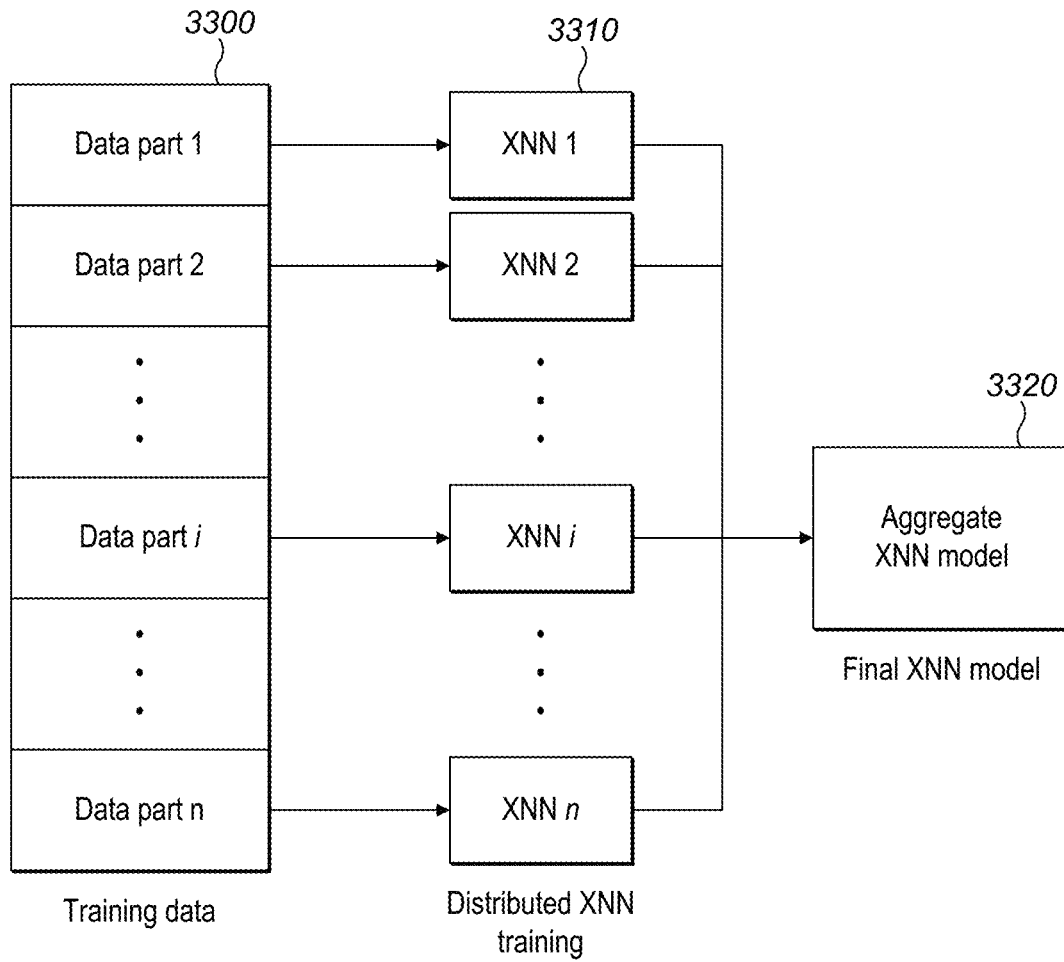 3300
3310
Data part 1
XNN 1
Data part 2
XNN 2
3320
Data part i
XNN i
Aggregate
XNN model
Final XNN model
Data part n
XNN n
Training data
Distributed XNN
training